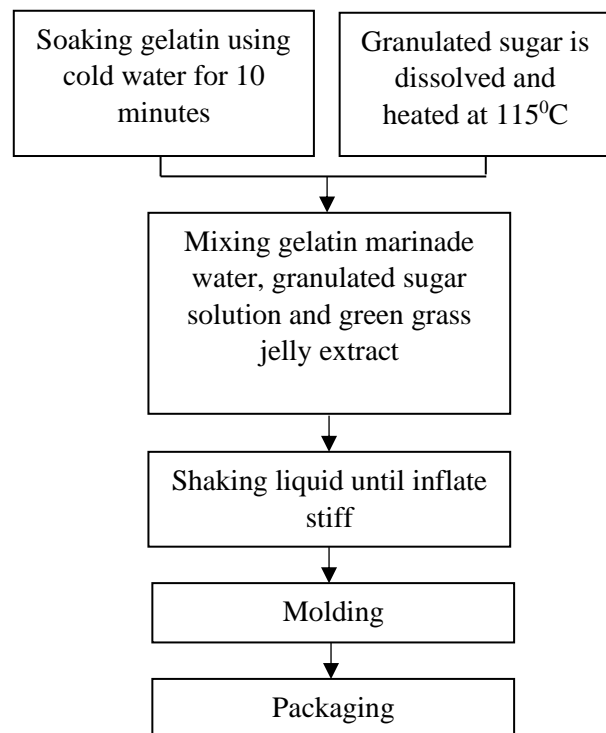 Soaking gelatin using
cold water for 10
minutes
Granulated sugar is
dissolved and
heated at 115⁰C
Mixing gelatin marinade
water, granulated sugar
solution and green grass
jelly extract
Shaking liquid until inflate
stiff
Molding
Packaging